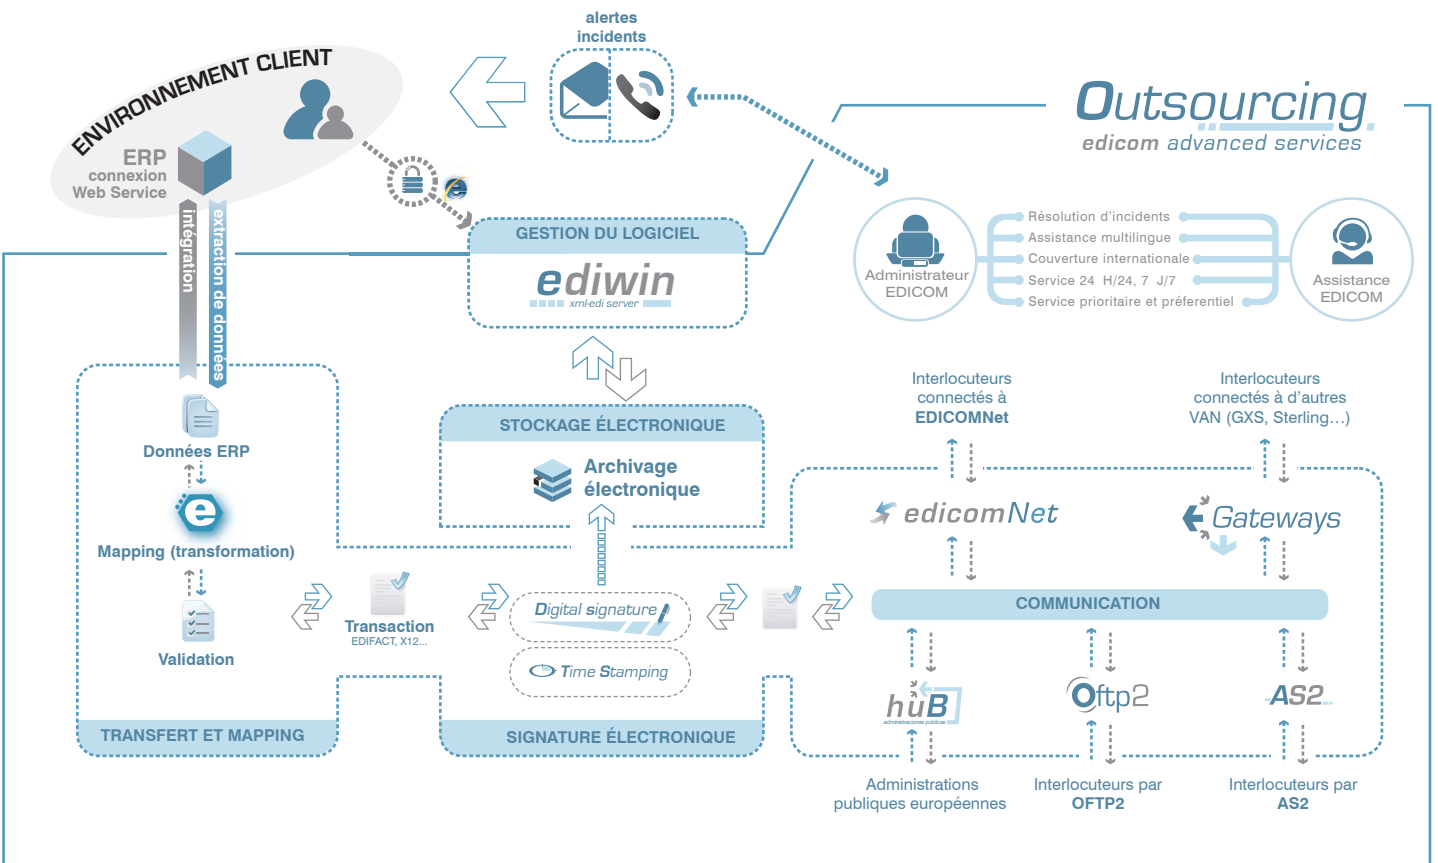 alertes
incidents
ENVIRONNEMENT CLIENT
ERP
connexion
Web Service
intégration
extraction de données
Outsourcing
edicom advanced services
GESTION DU LOGICIEL
ediwin
xml-edi server
Administrateur
EDICOM
Résolution d'incidents
Assistance multilingue
Couverture internationale
Service 24 H/24, 7 J/7
Service prioritaire et préferentiel
Assistance
EDICOM
Données ERP
Mapping (transformation)
Validation
TRANSFERT ET MAPPING
STOCKAGE ÉLECTRONIQUE
Archivage
électronique
Transaction
EDIFACT, X12...
Digital signature
Time Stamping
SIGNATURE ÉLECTRONIQUE
Interlocuteurs
connectés à
EDICOMNet
Interlocuteurs
connectés à d'autres
VAN (GXS, Sterling…)
edicomNet
Gateways
COMMUNICATION
huB
administraciones públicas
Oftp2
AS2
Administrations
publiques européennes
Interlocuteurs par
OFTP2
Interlocuteurs par
AS2